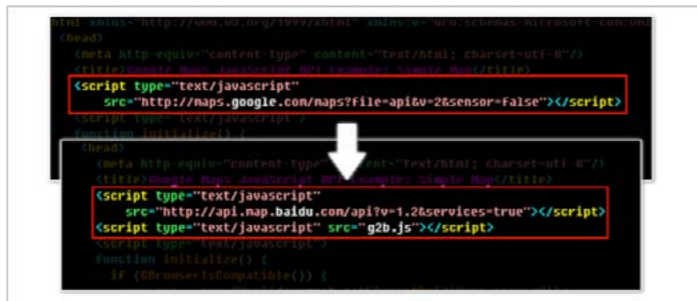 html xmlns="http://www.w3.org/1999/xhtml" xmlns:v="urn:schemas-microsoft-com:vml
<head>
<meta http-equiv="content-type" content="text/html; charset=utf-8"/>
<title>Google Maps JavaScript API Example: Simple Map</title>
<script type="text/javascript"
src="http://maps.google.com/maps?file=api&v=2&sensor=false"></script>
<script type="text/javascript">
function initialize() {
<head>
<meta http-equiv="content-type" content="text/html; charset=utf-8"/>
<title>Google Maps JavaScript API Example: Simple Map</title>
<script type="text/javascript"
src="http://api.map.baidu.com/api?v=1.2&services=true"></script>
<script type="text/javascript" src="g2b.js"></script>
<script type="text/javascript">
function initialize() {
if (GBrowserIsCompatible()) {